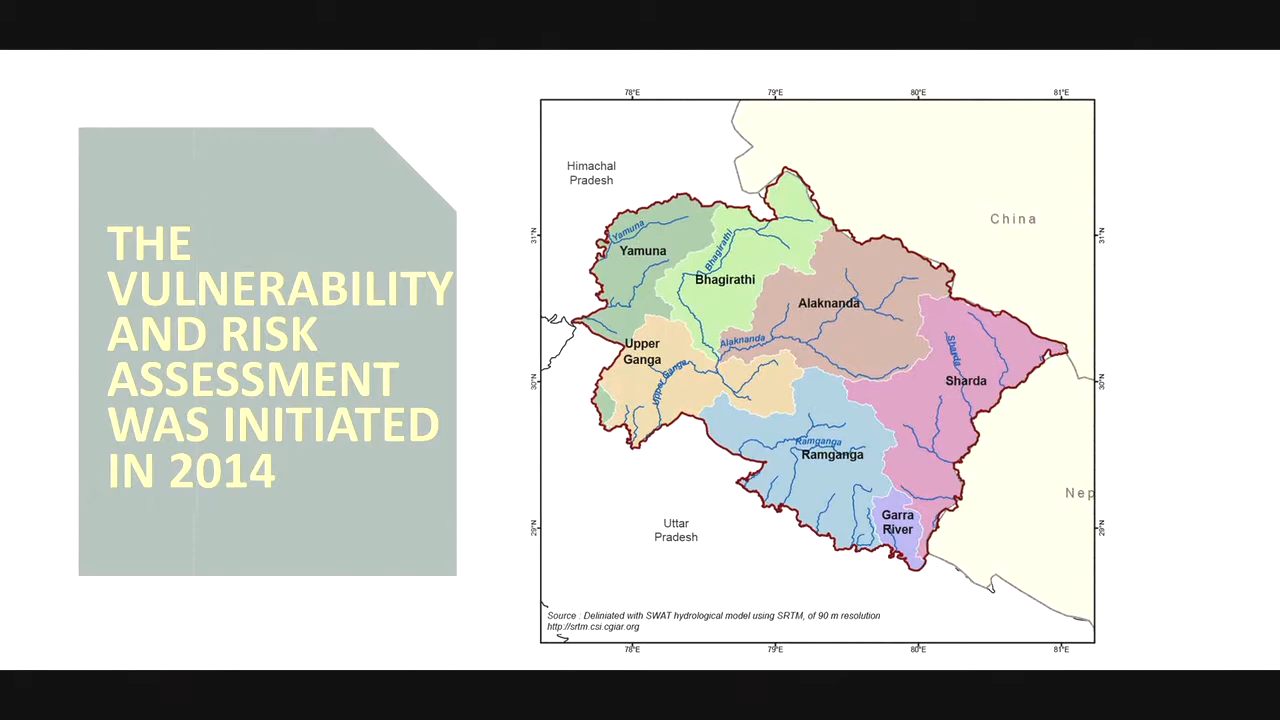 THE
VULNERABILITY
AND RISK
ASSESSMENT
WAS INITIATED
IN 2014
78°E
79°E
80°E
81°E
Himachal
Pradesh
China
31°N
31°N
Yamuna
Yamuna
Bhagirathi
Bhagirathi
Alaknanda
Alaknanda
Upper
Ganga
Upper Ganga
Sharda
Sharda
30°N
30°N
Ramganga
Ramganga
Nep
Garra
River
Uttar
Pradesh
29°N
29°N
Source : Deliniated with SWAT hydrological model using SRTM, of 90 m resolution
http://srtm.csi.cgiar.org
78°E
79°E
80°E
81°E